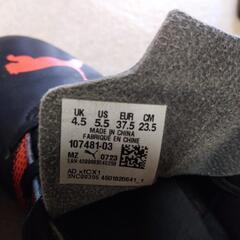 UK US EUR CM
4.5 5.5 37.5 23.5
MADE IN CHINA
FABRIQUÉ EN CHINE
107481-03
MZ 0723
AD xfCX1